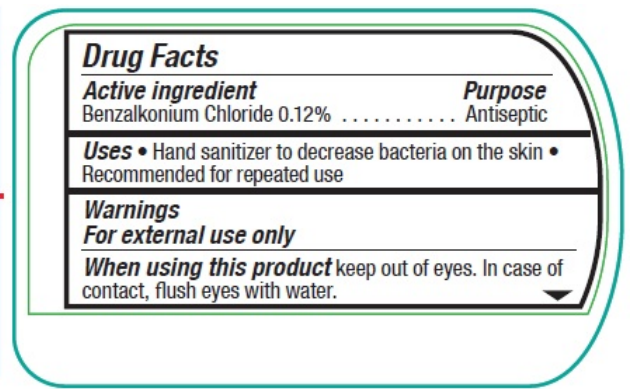 Drug Facts
Active ingredient Purpose
Benzalkonium Chloride 0.12% ........... Antiseptic
Uses • Hand sanitizer to decrease bacteria on the skin •
Recommended for repeated use
Warnings
For external use only
When using this product keep out of eyes. In case of
contact, flush eyes with water.